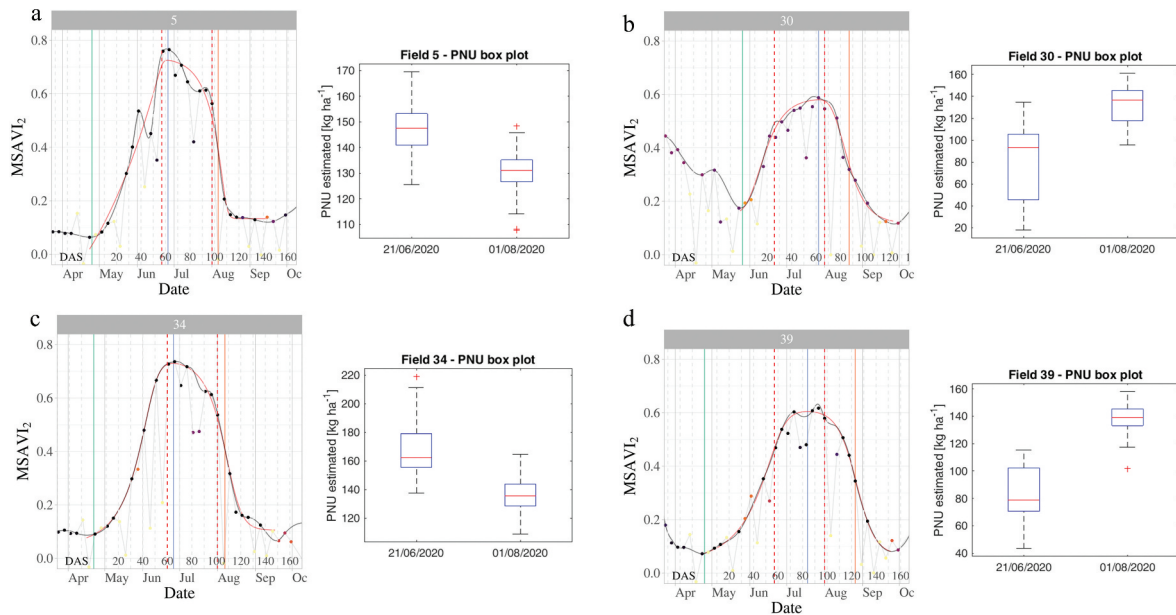 a
5
0.8
0.6
0.4
0.2
0.0
MSAVI2
DAS 20 40 60 80 100 120 140 160
Apr May Jun Jul Aug Sep Oc
Date
Field 5 - PNU box plot
170
160
150
140
130
120
110
PNU estimated [kg ha-1]
21/06/2020 01/08/2020
b
30
0.8
0.6
0.4
0.2
0.0
MSAVI2
DAS 20 40 60 80 100 120 1
Apr May Jun Jul Aug Sep Oc
Date
Field 30 - PNU box plot
160
140
120
100
80
60
40
20
PNU estimated [kg ha-1]
21/06/2020 01/08/2020
c
34
0.8
0.6
0.4
0.2
0.0
MSAVI2
DAS 20 40 60 80 100 120 140 160
Apr May Jun Jul Aug Sep Oc
Date
Field 34 - PNU box plot
220
200
180
160
140
120
PNU estimated [kg ha-1]
21/06/2020 01/08/2020
d
39
0.8
0.6
0.4
0.2
0.0
MSAVI2
DAS 20 40 60 80 100 120 140 160
Apr May Jun Jul Aug Sep Oc
Date
Field 39 - PNU box plot
160
140
120
100
80
60
40
PNU estimated [kg ha-1]
21/06/2020 01/08/2020